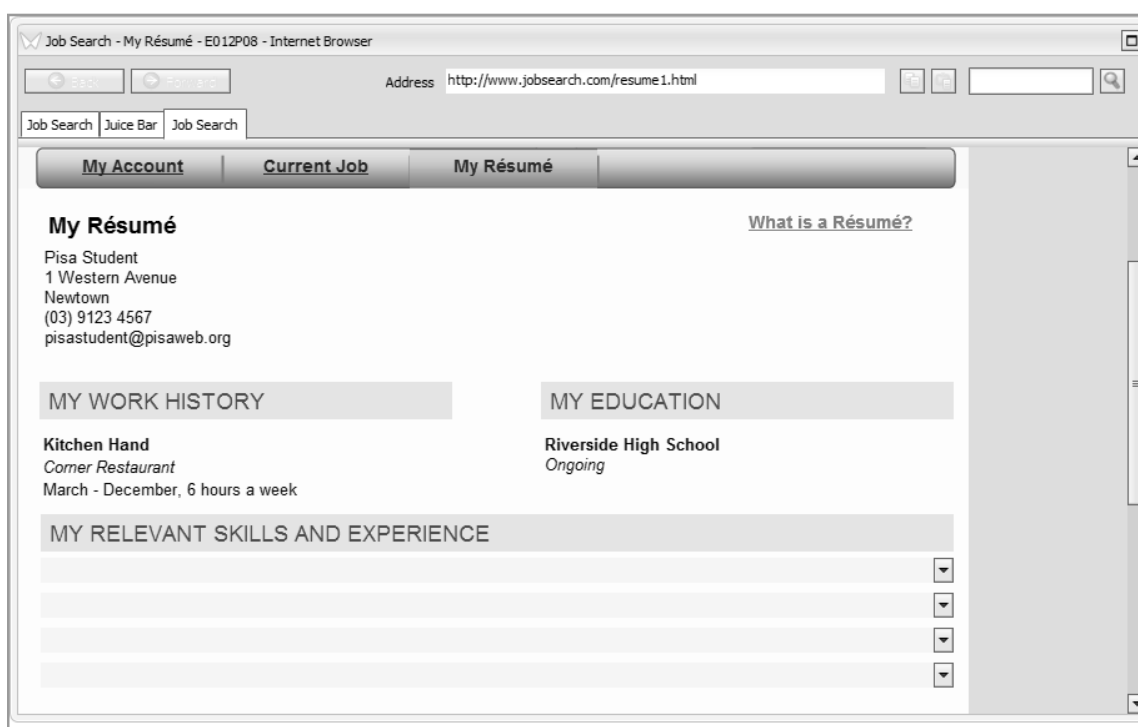 Job Search - My Résumé - E012P08 - Internet Browser
Back Forward Address http://www.jobsearch.com/resume1.html
Job Search Juice Bar Job Search
My Account Current Job My Résumé
My Résumé What is a Résumé?
Pisa Student
1 Western Avenue
Newtown
(03) 9123 4567
pisastudent@pisaweb.org
MY WORK HISTORY MY EDUCATION
Kitchen Hand Riverside High School
Corner Restaurant Ongoing
March - December, 6 hours a week
MY RELEVANT SKILLS AND EXPERIENCE